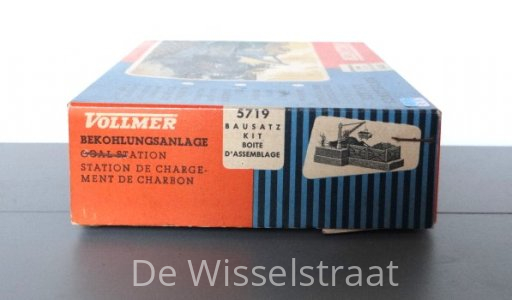 VOLLMER
BEKOHLUNGSANLAGE
COAL STATION
STATION DE CHARGE-
MENT DE CHARBON
5719
BAUSATZ
KIT
BOITE
D'ASSEMBLAGE
De Wisselstraat